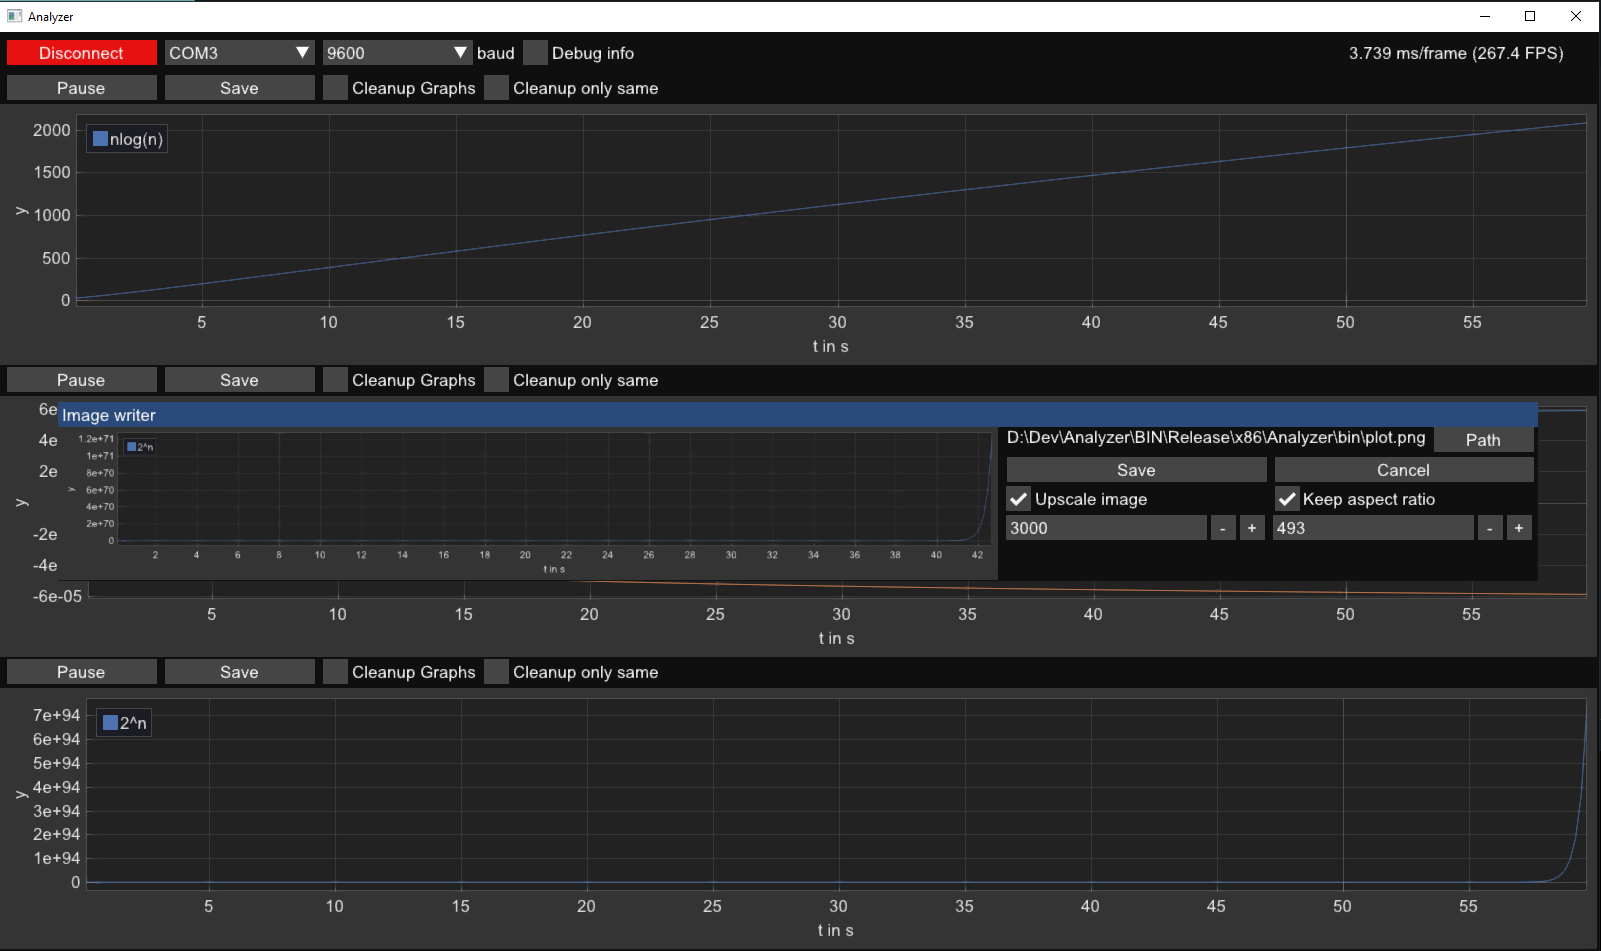 Analyzer
Disconnect COM3 9600 baud Debug info 3.739 ms/frame (267.4 FPS)
Pause Save Cleanup Graphs Cleanup only same
nlog(n)
2000
1500
1000
500
0
y
5 10 15 20 25 30 35 40 45 50 55
t in s
Pause Save Cleanup Graphs Cleanup only same
6e
4e
2e
y
-2e
-4e
-6e-05
5 10 15 20 25 30 35 40 45 50 55
t in s
Image writer
2^n
1.2e+71
1e+71
8e+70
6e+70
4e+70
2e+70
0
y
2 4 6 8 10 12 14 16 18 20 22 24 26 28 30 32 34 36 38 40 42
t in s
D:\Dev\Analyzer\BIN\Release\x86\Analyzer\bin\plot.png Path
Save Cancel
Upscale image Keep aspect ratio
3000 - + 493 - +
Pause Save Cleanup Graphs Cleanup only same
2^n
7e+94
6e+94
5e+94
4e+94
3e+94
2e+94
1e+94
0
y
5 10 15 20 25 30 35 40 45 50 55
t in s